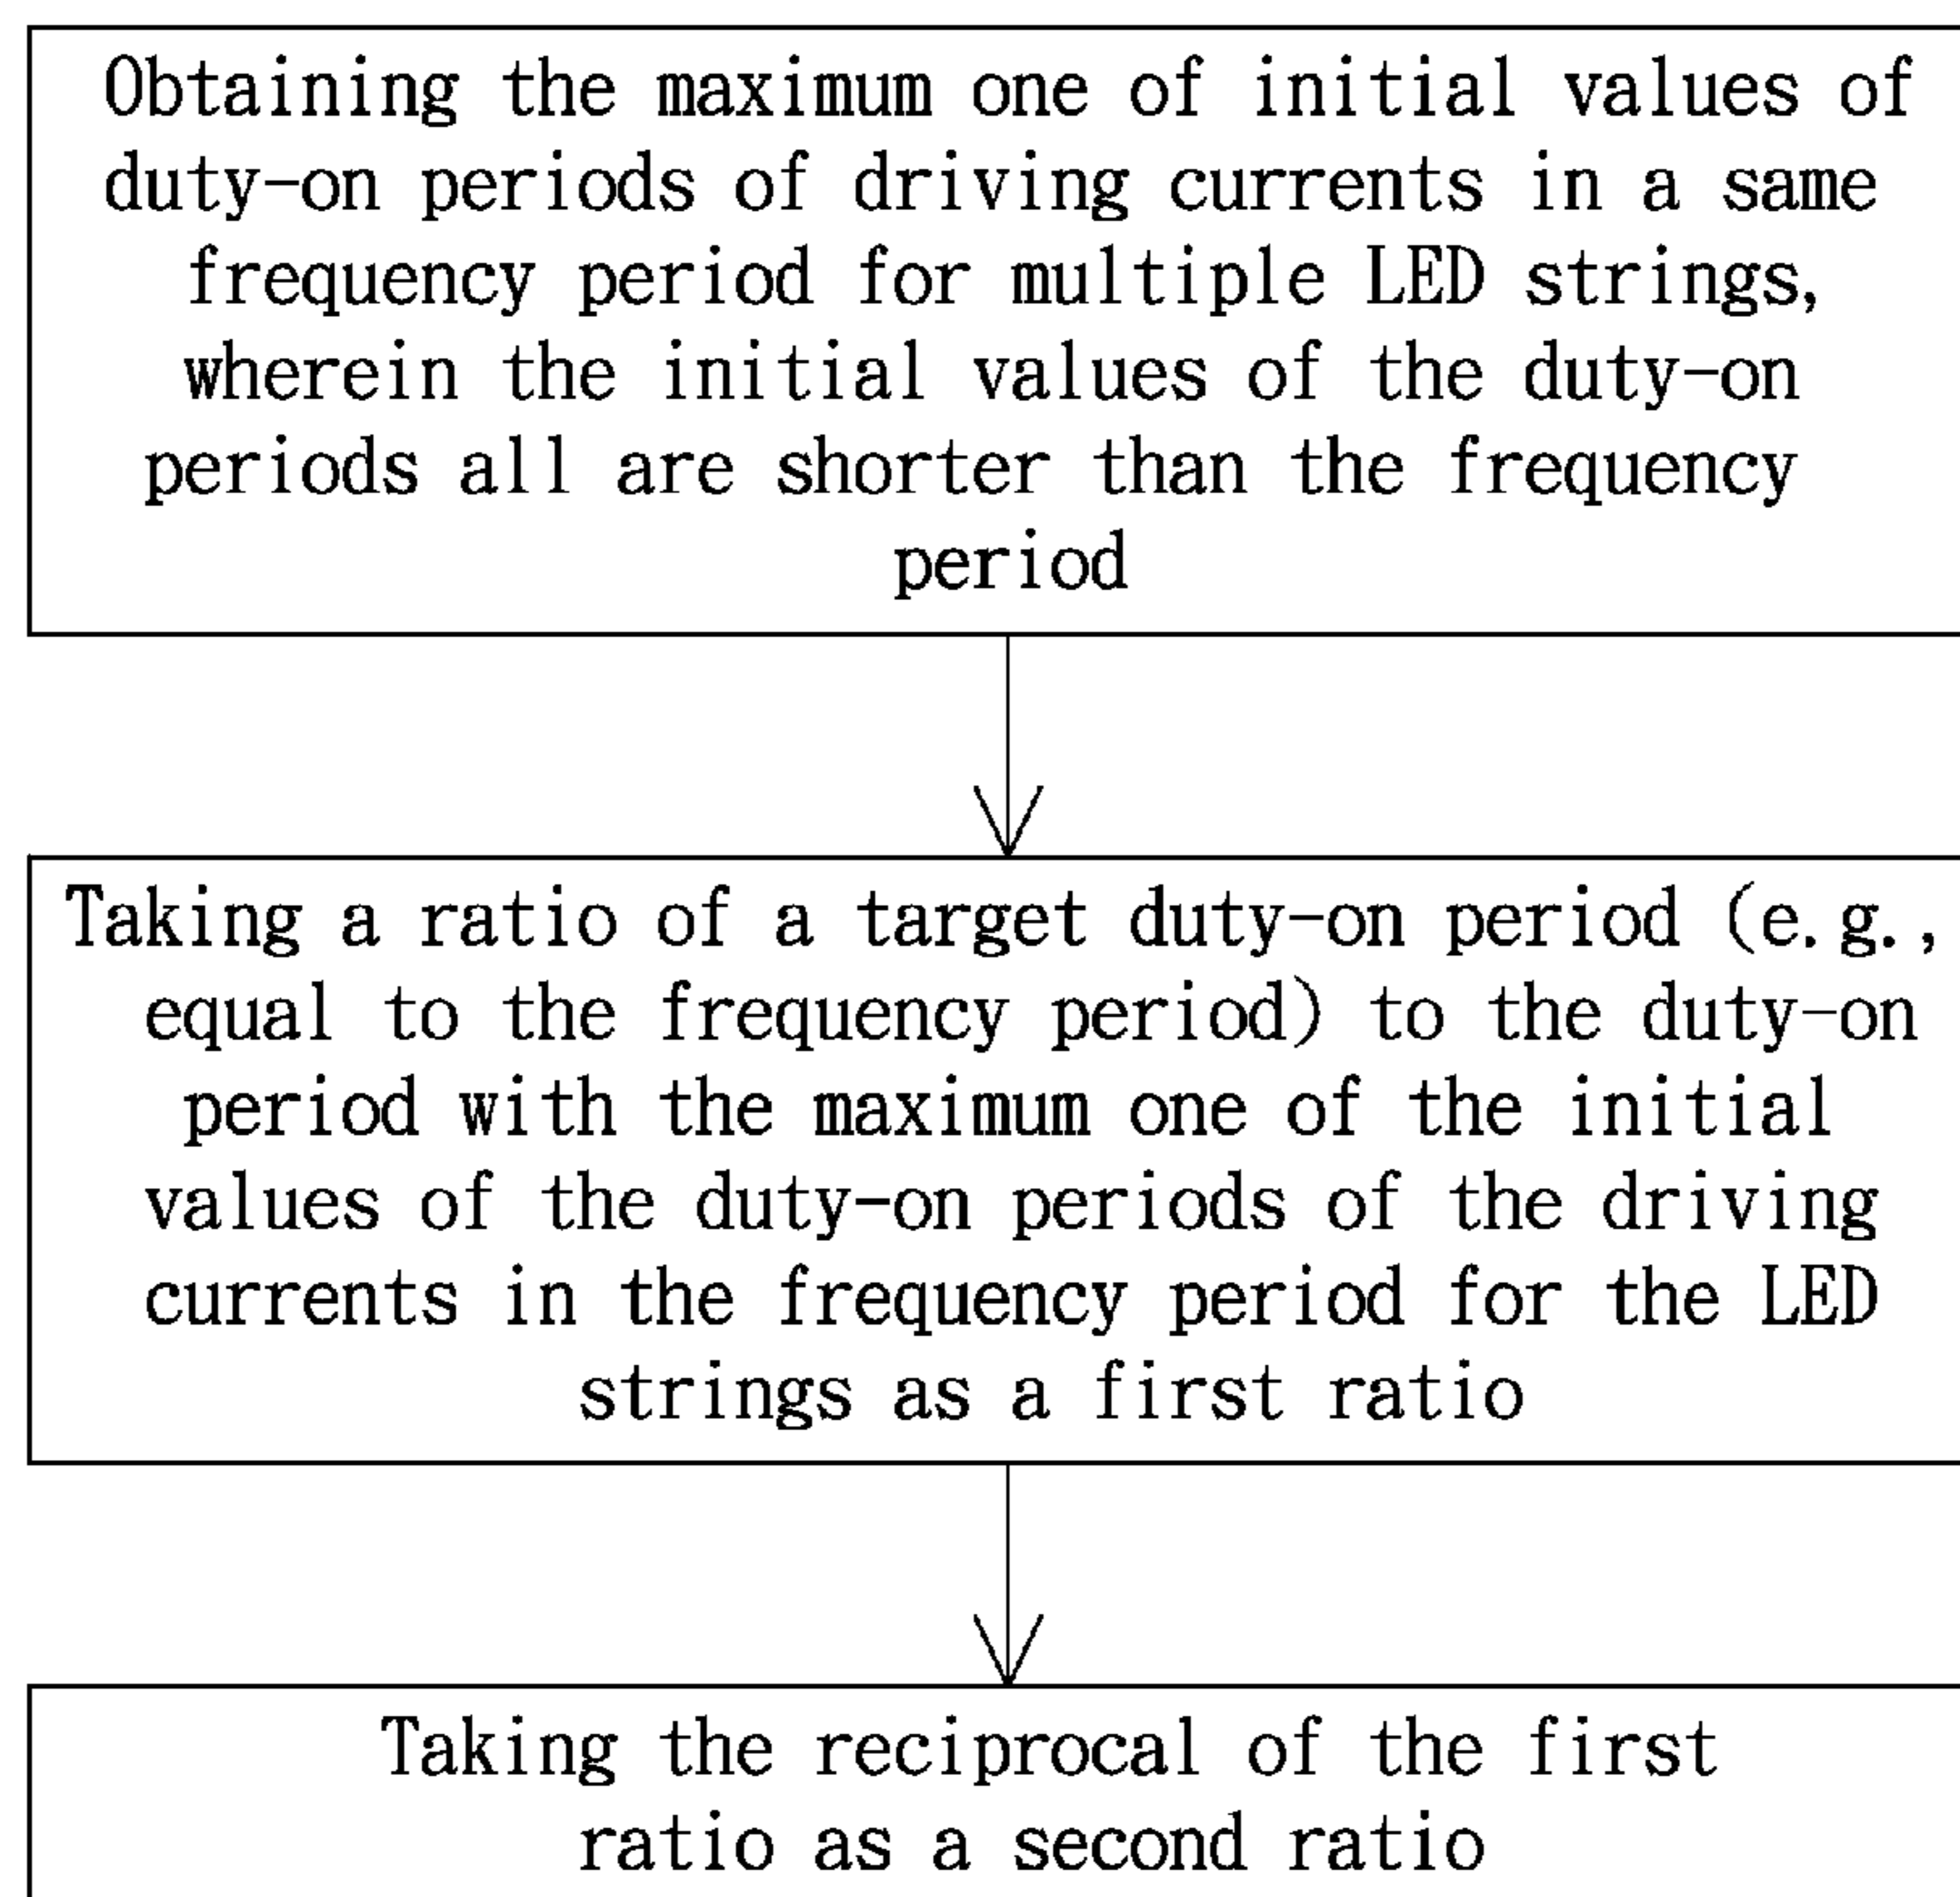 Obtaining the maximum one of initial values of
duty-on periods of driving currents in a same
frequency period for multiple LED strings,
wherein the initial values of the duty-on
periods all are shorter than the frequency
period
Taking a ratio of a target duty-on period (e.g.,
equal to the frequency period) to the duty-on
period with the maximum one of the initial
values of the duty-on periods of the driving
currents in the frequency period for the LED
strings as a first ratio
Taking the reciprocal of the first
ratio as a second ratio